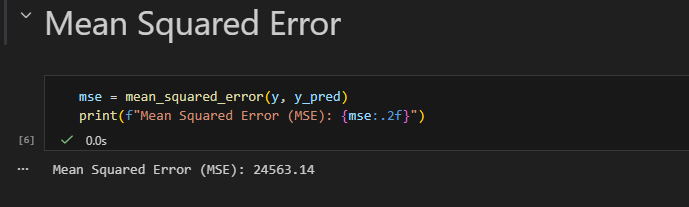 Mean Squared Error
mse = mean_squared_error(y, y_pred)
print(f"Mean Squared Error (MSE): {mse:.2f}")
[6]
0.0s
... Mean Squared Error (MSE): 24563.14